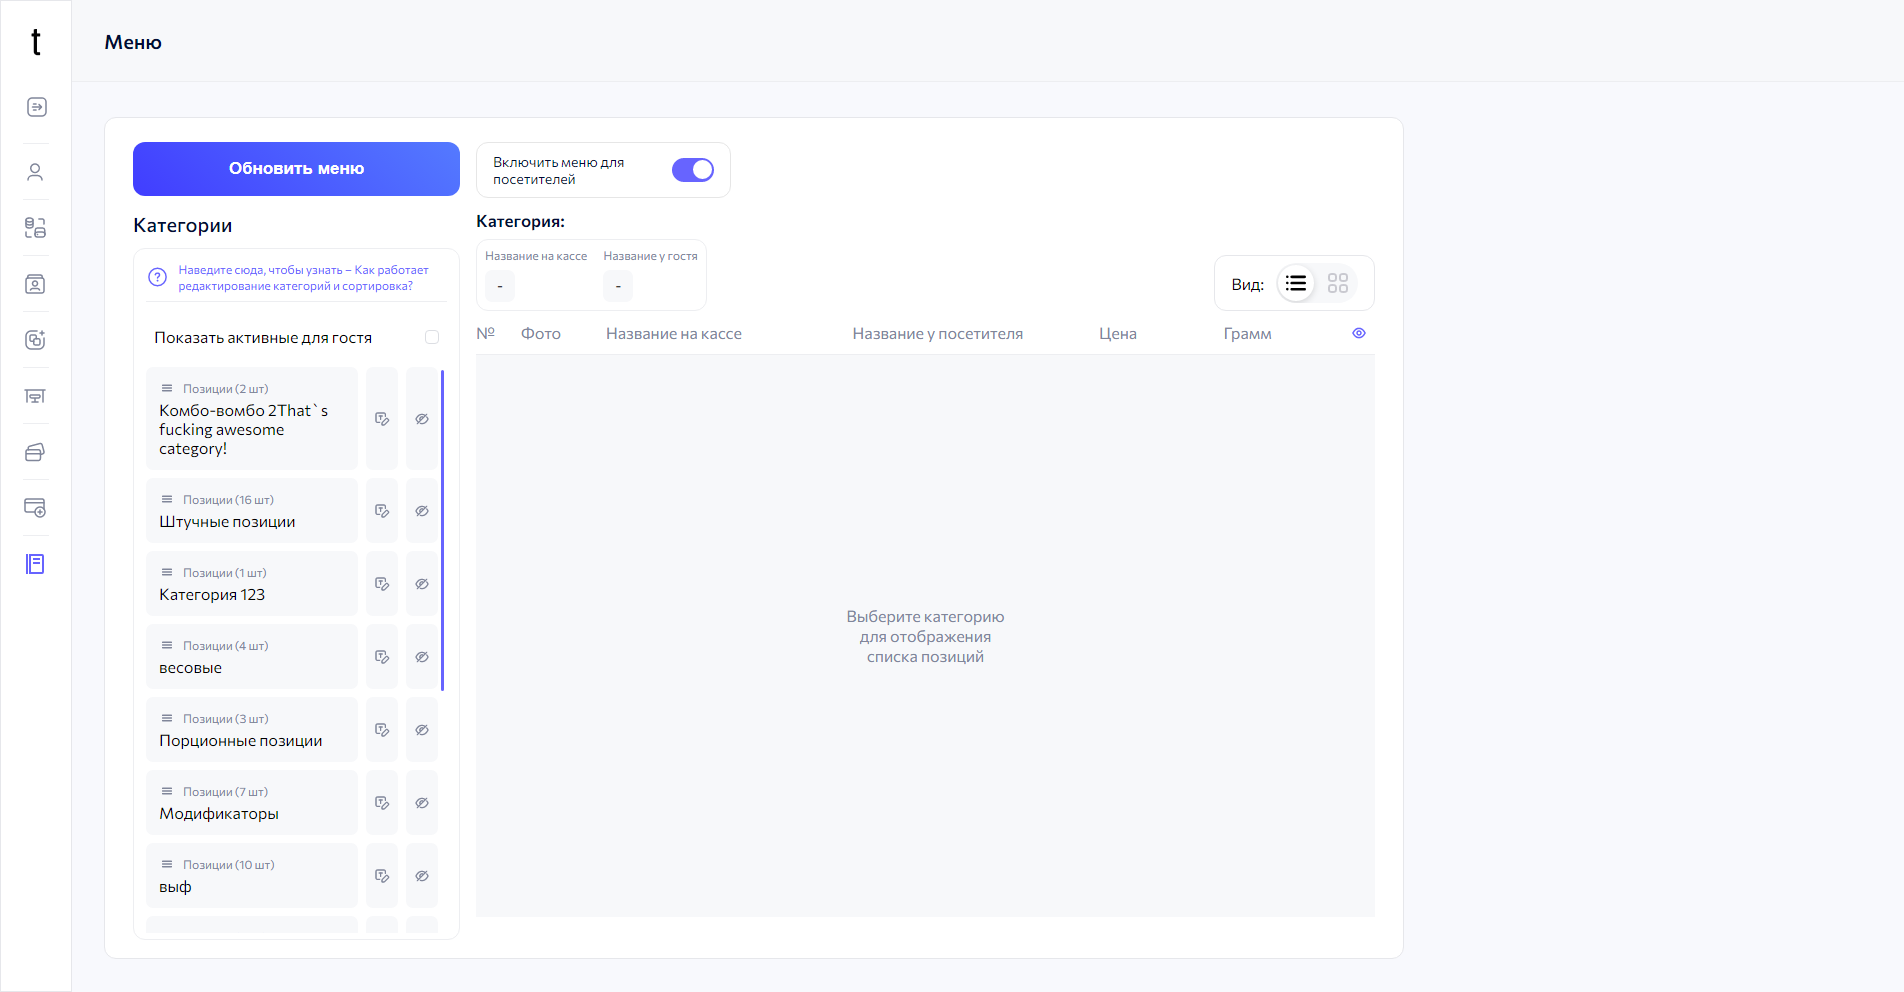 t
Меню
Обновить меню
Включить меню для
посетителей
Категории
Категория:
Наведите сюда, чтобы узнать – Как работает
редактирование категорий и сортировка?
Название на кассе
Название у гостя
-
-
Вид:
Показать активные для гостя
№
Фото
Название на кассе
Название у посетителя
Цена
Грамм
Позиции (2 шт)
Комбо-вомбо 2That`s
fucking awesome
category!
Позиции (16 шт)
Штучные позиции
Позиции (1 шт)
Категория 123
Позиции (4 шт)
весовые
Позиции (3 шт)
Порционные позиции
Позиции (7 шт)
Модификаторы
Позиции (10 шт)
выф
Выберите категорию
для отображения
списка позиций